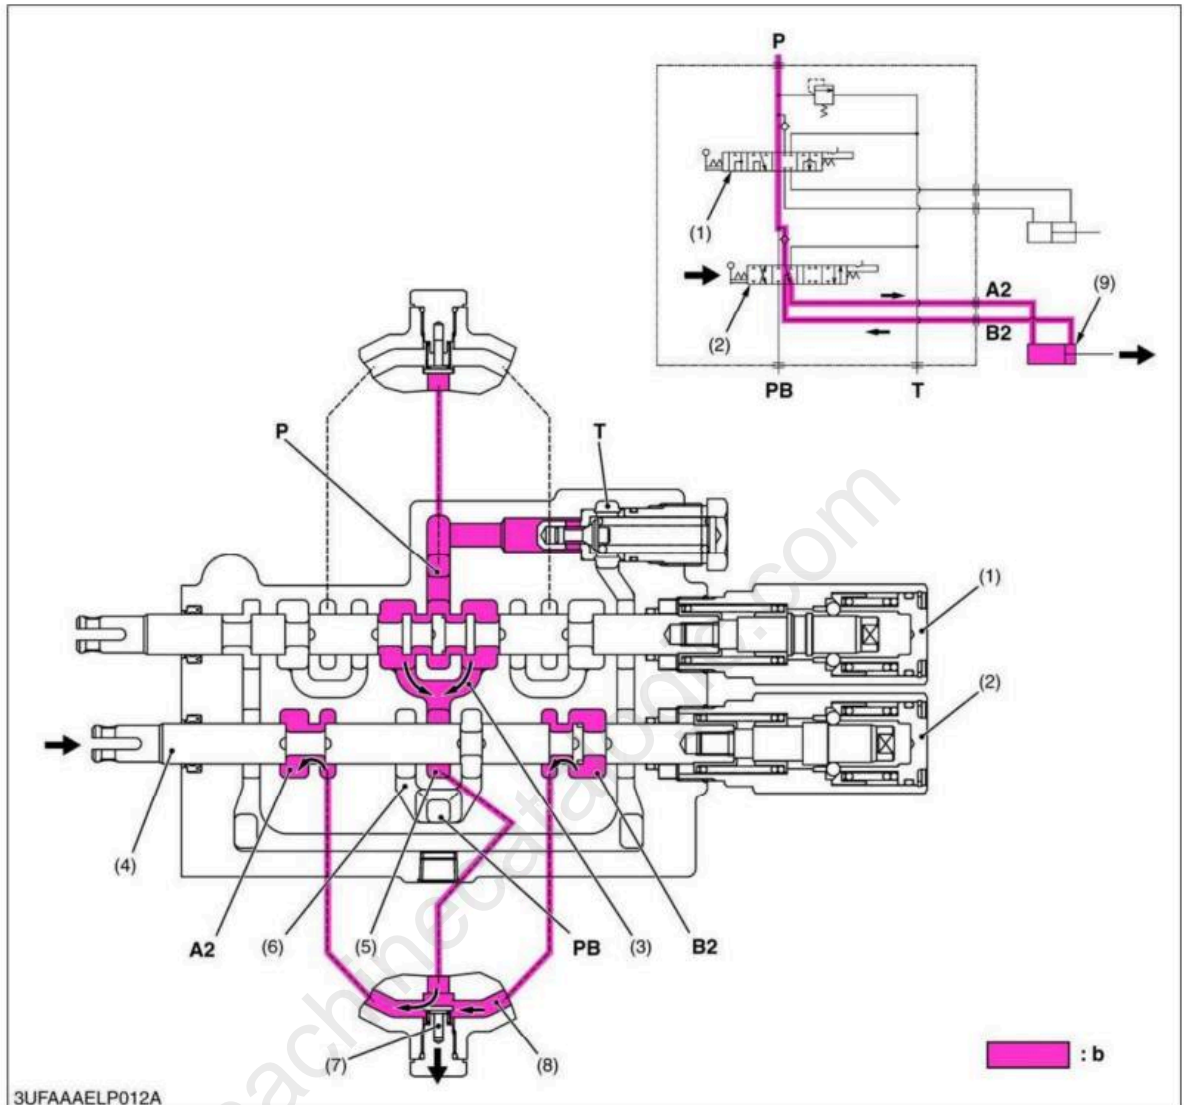 P
(1)
(2)
A2
B2
(9)
PB
T
P
T
P
(1)
(2)
(4)
A2
(6)
(5)
PB
(3)
B2
(7)
(8)
: b
3UFAAAELP012A